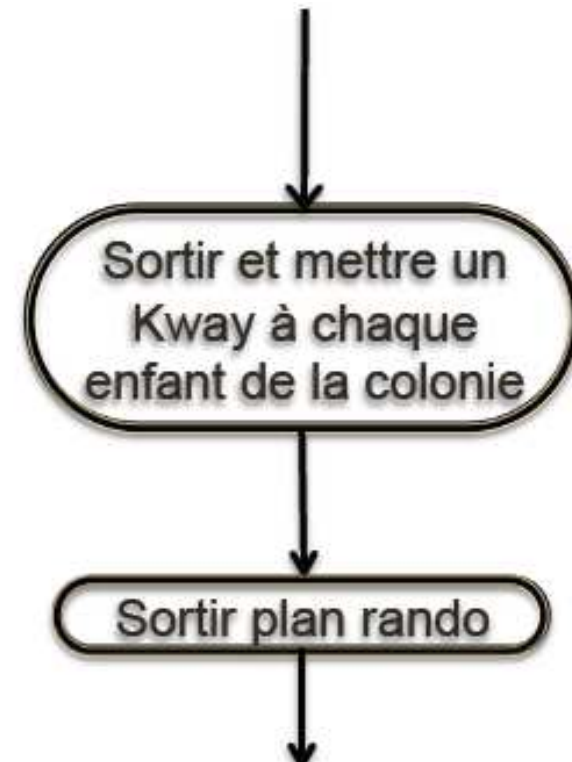 Sortir et mettre un
Kway à chaque
enfant de la colonie
Sortir plan rando